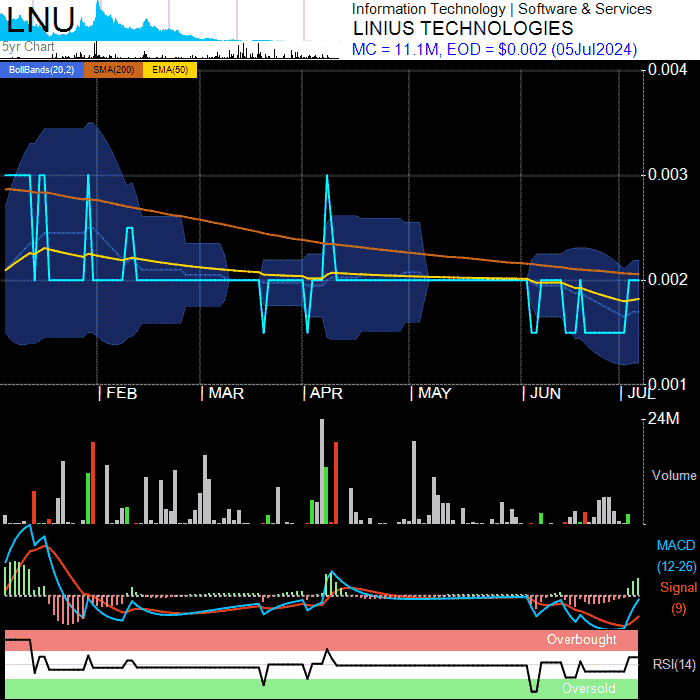 LNU
5yr Chart
Information Technology | Software & Services
LINIUS TECHNOLOGIES
MC = 11.1M, EOD = $0.002 (05Jul2024)
BollBands(20,2) SMA(200) EMA(50)
0.004
0.003
0.002
0.001
| FEB | MAR | APR | MAY | JUN | JUL
24M
Volume
MACD
(12-26)
Signal
(9)
Overbought
RSI(14)
Oversold